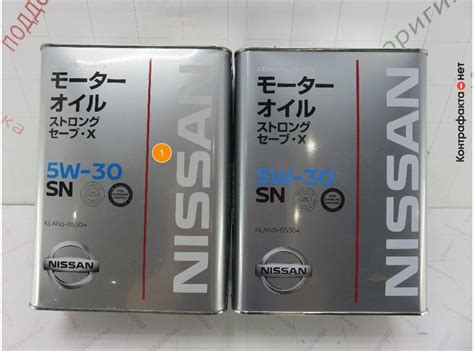 モーター
オイル
ストロング
セーブ・X
5W-30
SN
KLAN5-05304
NISSAN
NISSAN
1
モーター
オイル
ストロング
セーブ・X
5W-30
SN
KLAN5-05304
NISSAN
NISSAN
Контрафакта нет